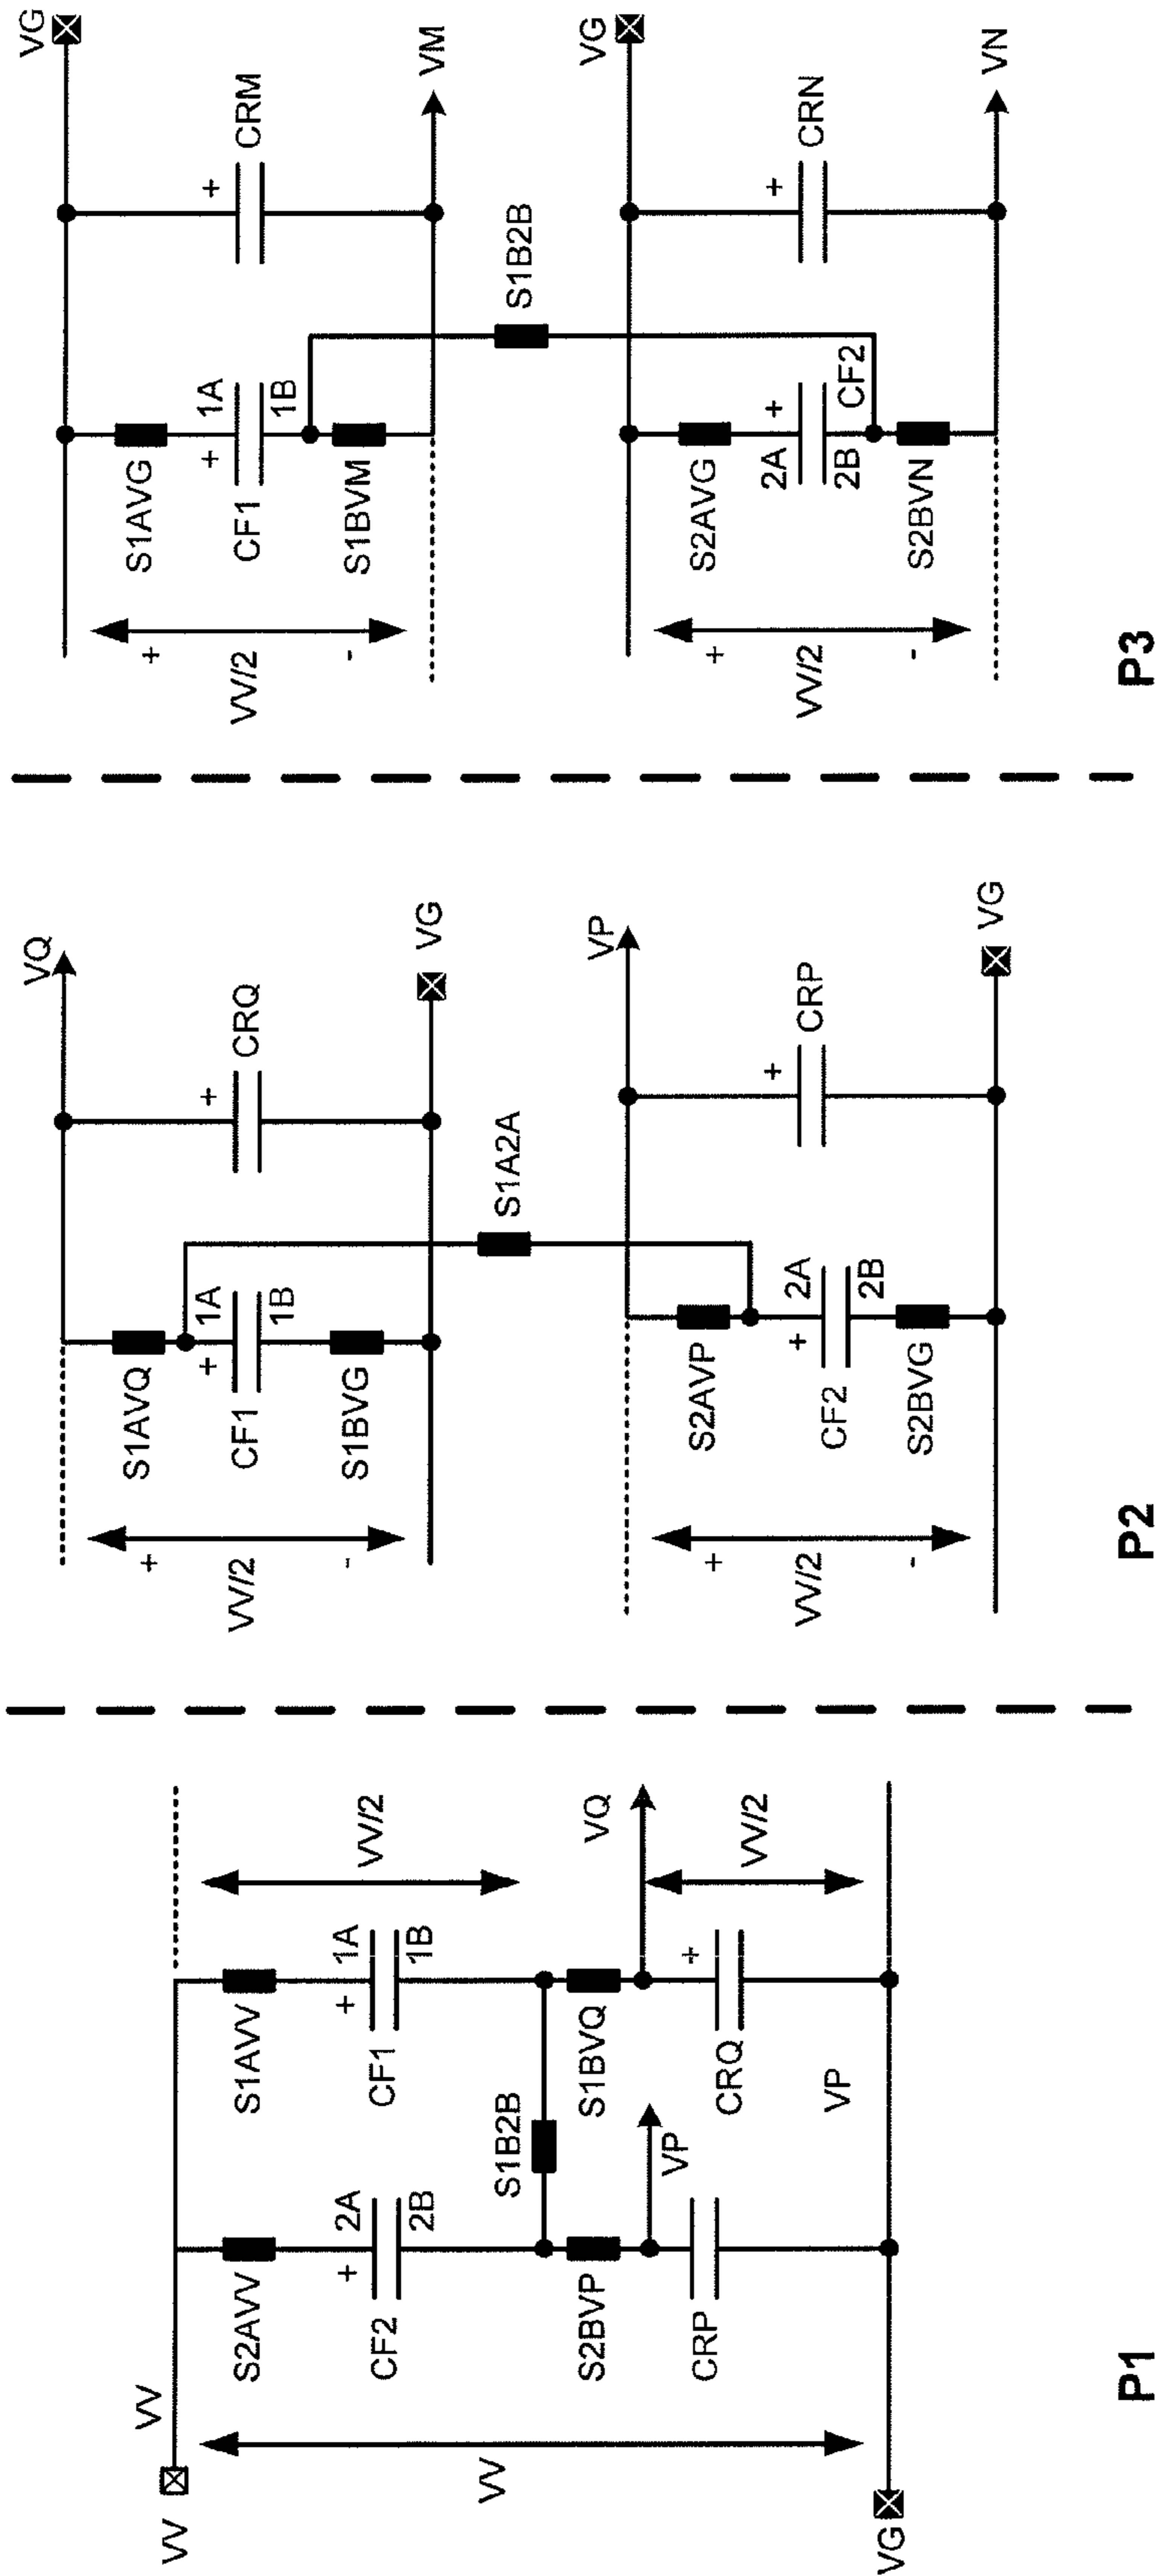 VV
VV
VV
S2AVV
S1AVV
+
2A
+
1A
VV/2
CF2
2B
CF1
1B
S1B2B
S2BVP
S1BVQ
VQ
VP
+
VV/2
CRP
CRQ
VP
VG
P1
VQ
S1AVQ
+
+
1A
+
VV/2
CF1
1B
CRQ
-
S1BVG
VG
S1A2A
VP
S2AVP
+
+
2A
+
VV/2
CF2
2B
CRP
-
S2BVG
VG
P2
VG
S1AVG
+
+
1A
+
VV/2
CF1
1B
CRM
-
S1BVM
VM
S1B2B
VG
S2AVG
+
2A
+
+
VV/2
2B
CF2
CRN
-
S2BVN
VN
P3